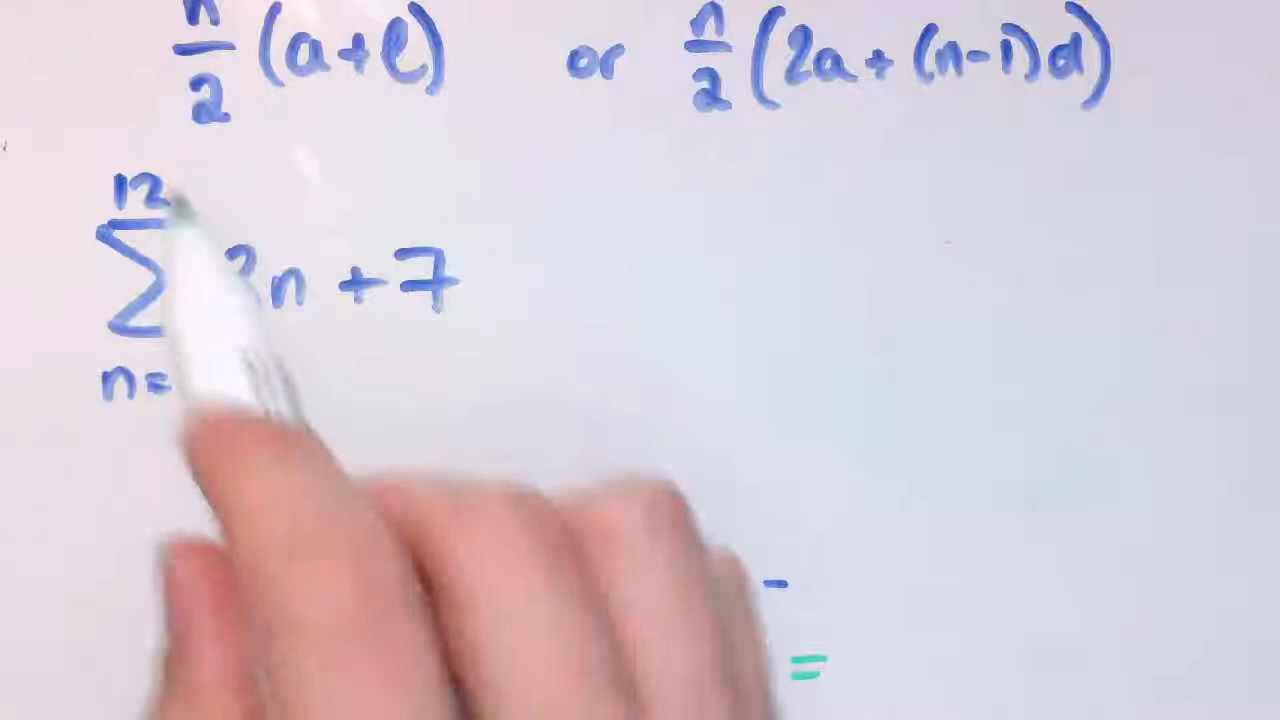 n/2 (a+l) or n/2 (2a + (n-1)d)
12
∑ n + 7
n=
-
=